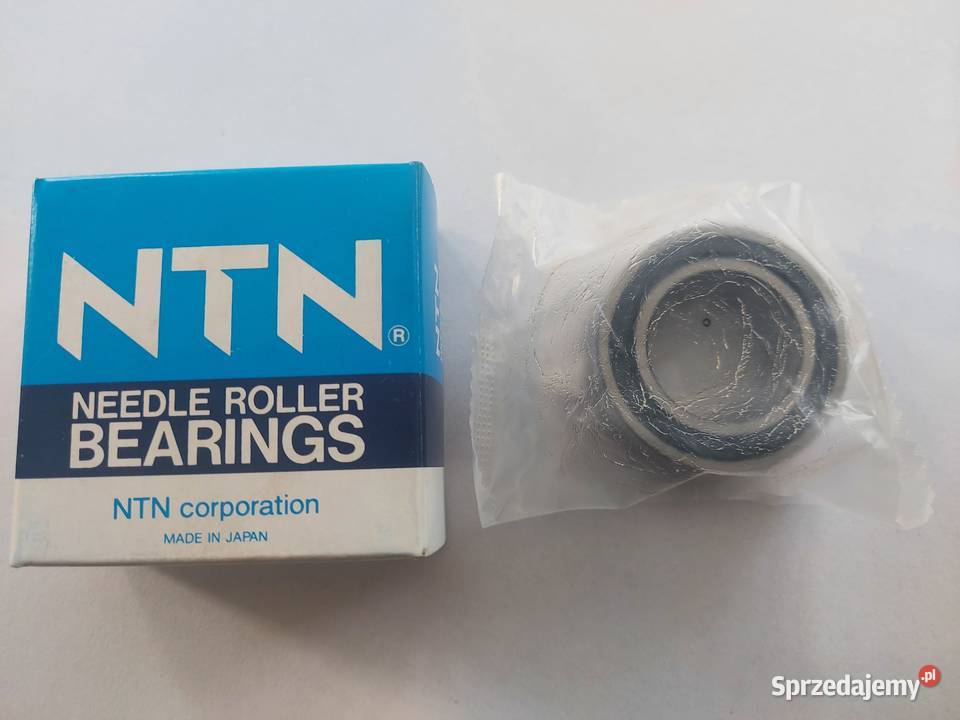 NTN®
NEEDLE ROLLER
BEARINGS
NTN corporation
MADE IN JAPAN
NTN
Sprzedajemy.pl